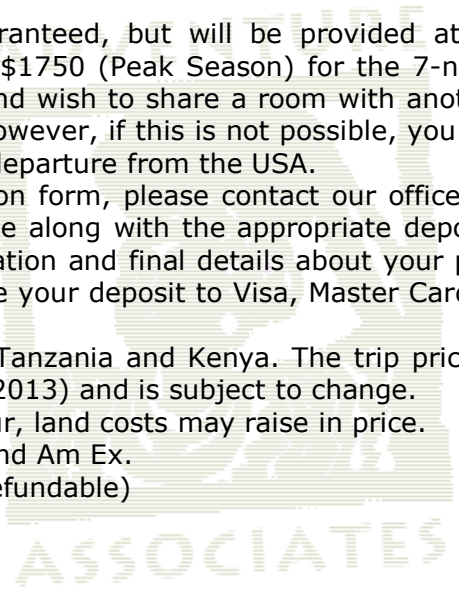 ranteed, but will be provided at
$1750 (Peak Season) for the 7-n
nd wish to share a room with anot
owever, if this is not possible, you
departure from the USA.
on form, please contact our office
e along with the appropriate depo
ation and final details about your p
e your deposit to Visa, Master Card
Tanzania and Kenya. The trip pric
2013) and is subject to change.
ur, land costs may raise in price.
nd Am Ex.
efundable)
ASSOCIATES